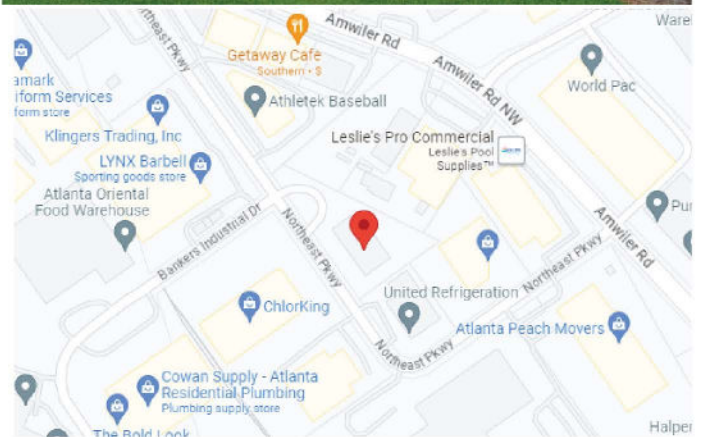 Northeast Pkwy
Amwiler Rd
Ware
Getaway Cafe
Southern • $
Amwiler Rd NW
World Pac
amark
iform Services
form store
Athletek Baseball
Klingers Trading, Inc
Leslie's Pro Commercial
Leslie's Pool
Supplies™
LYNX Barbell
Sporting goods store
Atlanta Oriental
Food Warehouse
Pur
Bankers Industrial Dr
Northeast Pkwy
Amwiler Rd
Northeast Pkwy
United Refrigeration
ChlorKing
Atlanta Peach Movers
Northeast Pkwy
Cowan Supply - Atlanta
Residential Plumbing
Plumbing supply store
The Bold Look
Halper